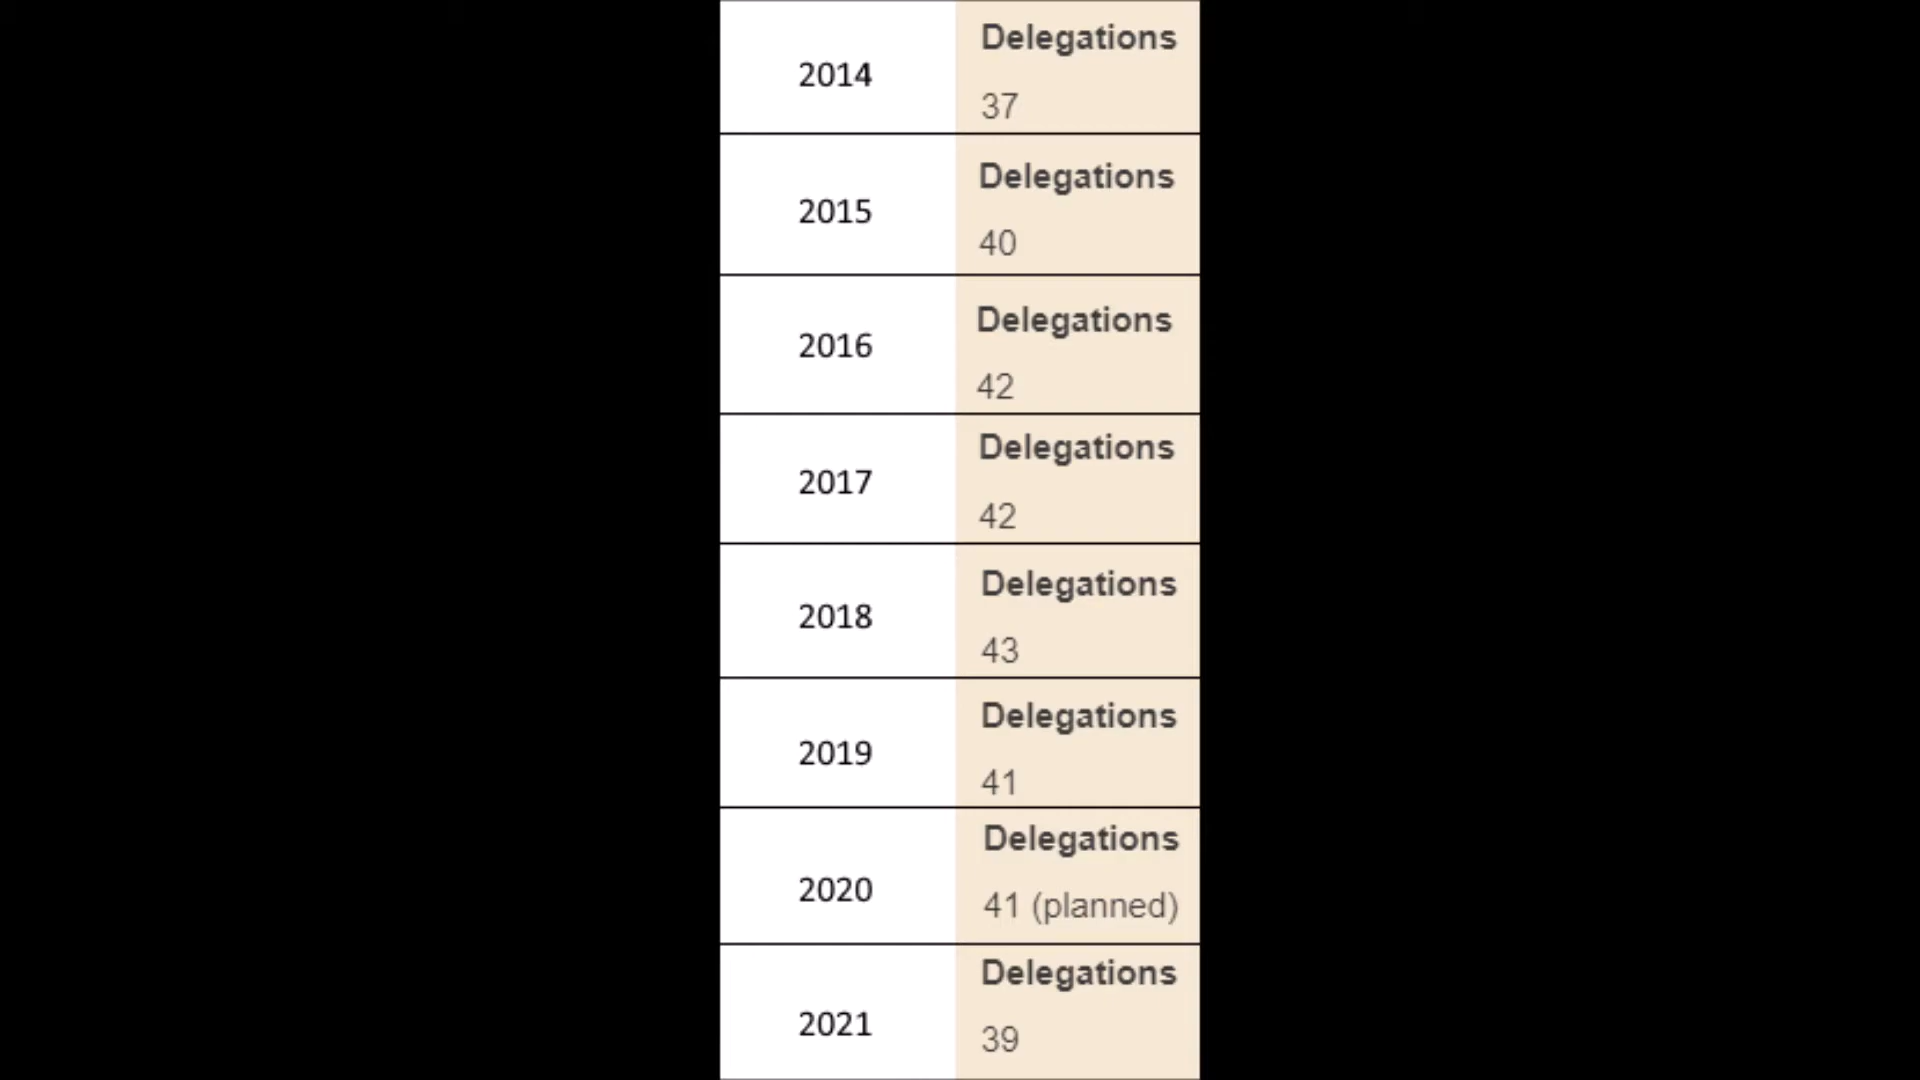 2014
Delegations
37
2015
Delegations
40
2016
Delegations
42
2017
Delegations
42
2018
Delegations
43
2019
Delegations
41
2020
Delegations
41 (planned)
2021
Delegations
39